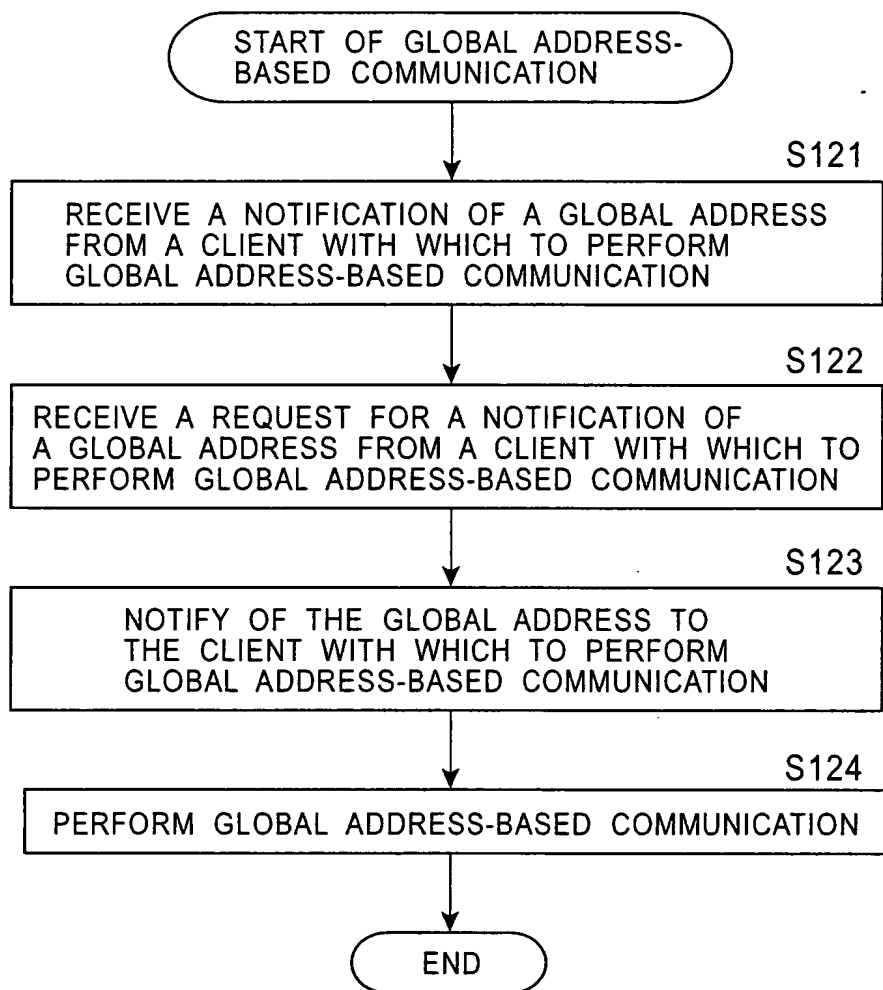 START OF GLOBAL ADDRESS-
BASED COMMUNICATION
S121
RECEIVE A NOTIFICATION OF A GLOBAL ADDRESS
FROM A CLIENT WITH WHICH TO PERFORM
GLOBAL ADDRESS-BASED COMMUNICATION
S122
RECEIVE A REQUEST FOR A NOTIFICATION OF
A GLOBAL ADDRESS FROM A CLIENT WITH WHICH TO
PERFORM GLOBAL ADDRESS-BASED COMMUNICATION
S123
NOTIFY OF THE GLOBAL ADDRESS TO
THE CLIENT WITH WHICH TO PERFORM
GLOBAL ADDRESS-BASED COMMUNICATION
S124
PERFORM GLOBAL ADDRESS-BASED COMMUNICATION
END